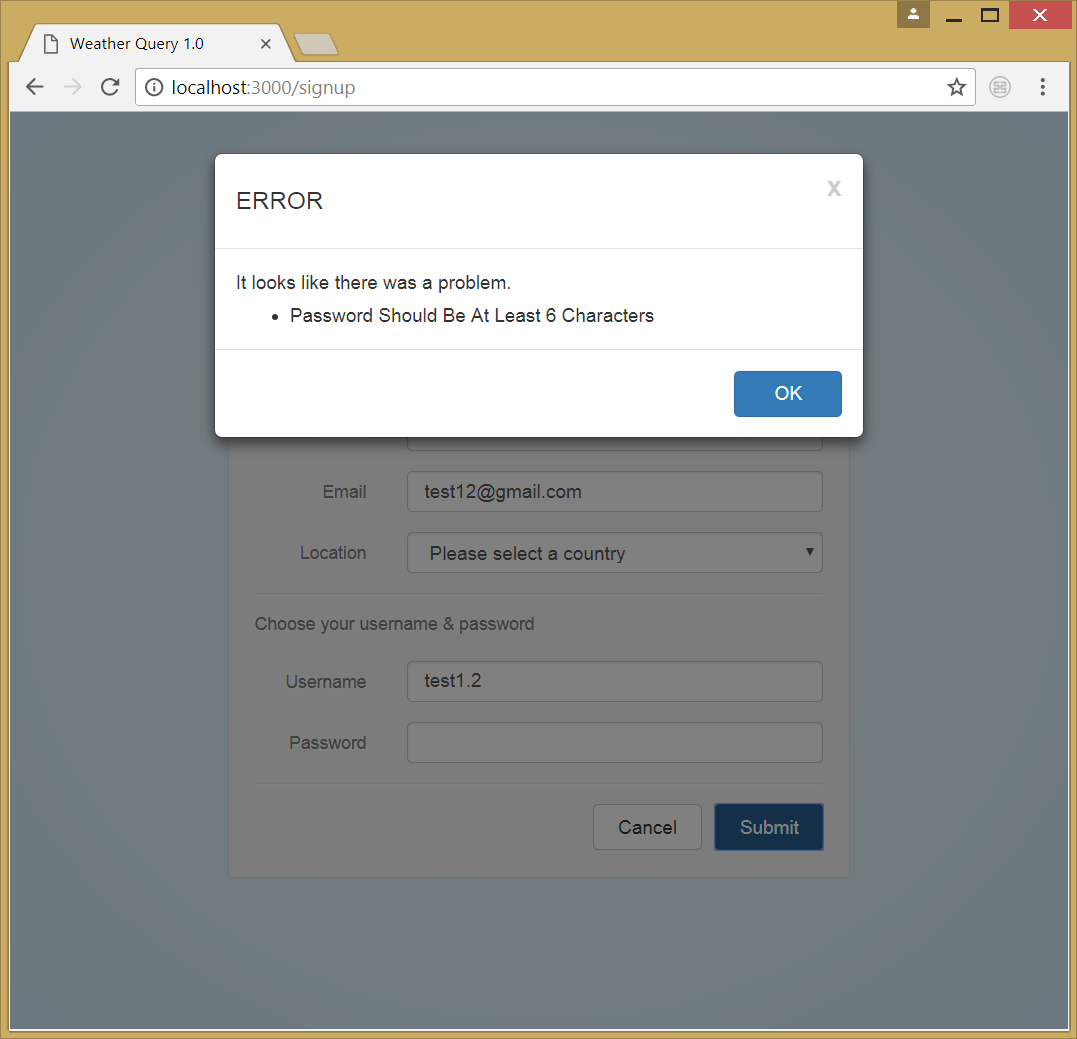 Weather Query 1.0
localhost:3000/signup
ERROR
x
It looks like there was a problem.
• Password Should Be At Least 6 Characters
OK
Email test12@gmail.com
Location Please select a country
Choose your username & password
Username test1.2
Password
Cancel Submit